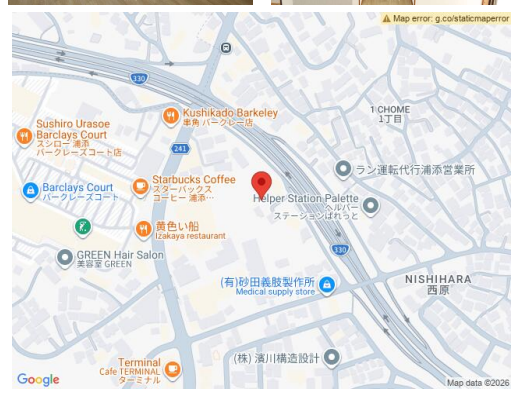 ⚠ Map error: g.co/staticmaperror
330
Kushikado Barkeley
串角 バークレー店
1 CHOME
1丁目
Sushiro Urasoe
Barclays Court
スシロー 浦添
バークレーズコート店
241
ラン運転代行浦添営業所
Starbucks Coffee
スターバックス
コーヒー 浦添…
Barclays Court
バークレーズコート
Helper Station Palette
ヘルパー
ステーションぱれっと
黄色い船
Izakaya restaurant
330
GREEN Hair Salon
美容室 GREEN
(有)砂田義肢製作所
Medical supply store
NISHIHARA
西原
Terminal
Cafe TERMINAL
ターミナル
(株) 濱川構造設計
Google
Map data ©2026